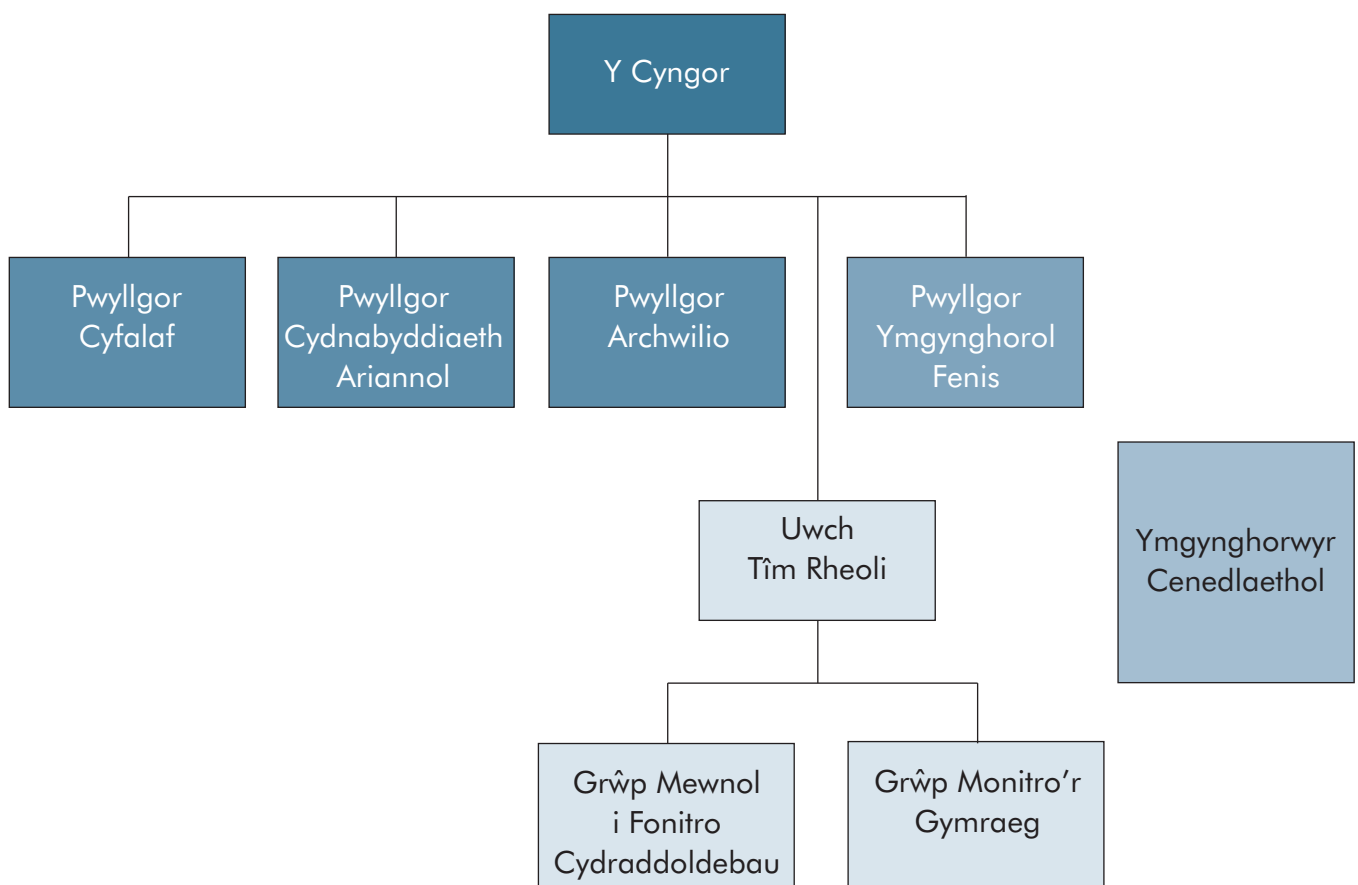 Y Cyngor
Pwyllgor
Cyfalaf
Pwyllgor
Cydnabyddiaeth
Ariannol
Pwyllgor
Archwilio
Pwyllgor
Ymgynghorol
Fenis
Uwch
Tîm Rheoli
Ymgynghorwyr
Cenedlaethol
Grŵp Mewnol
i Fonitro
Cydraddoldebau
Grŵp Monitro’r
Gymraeg